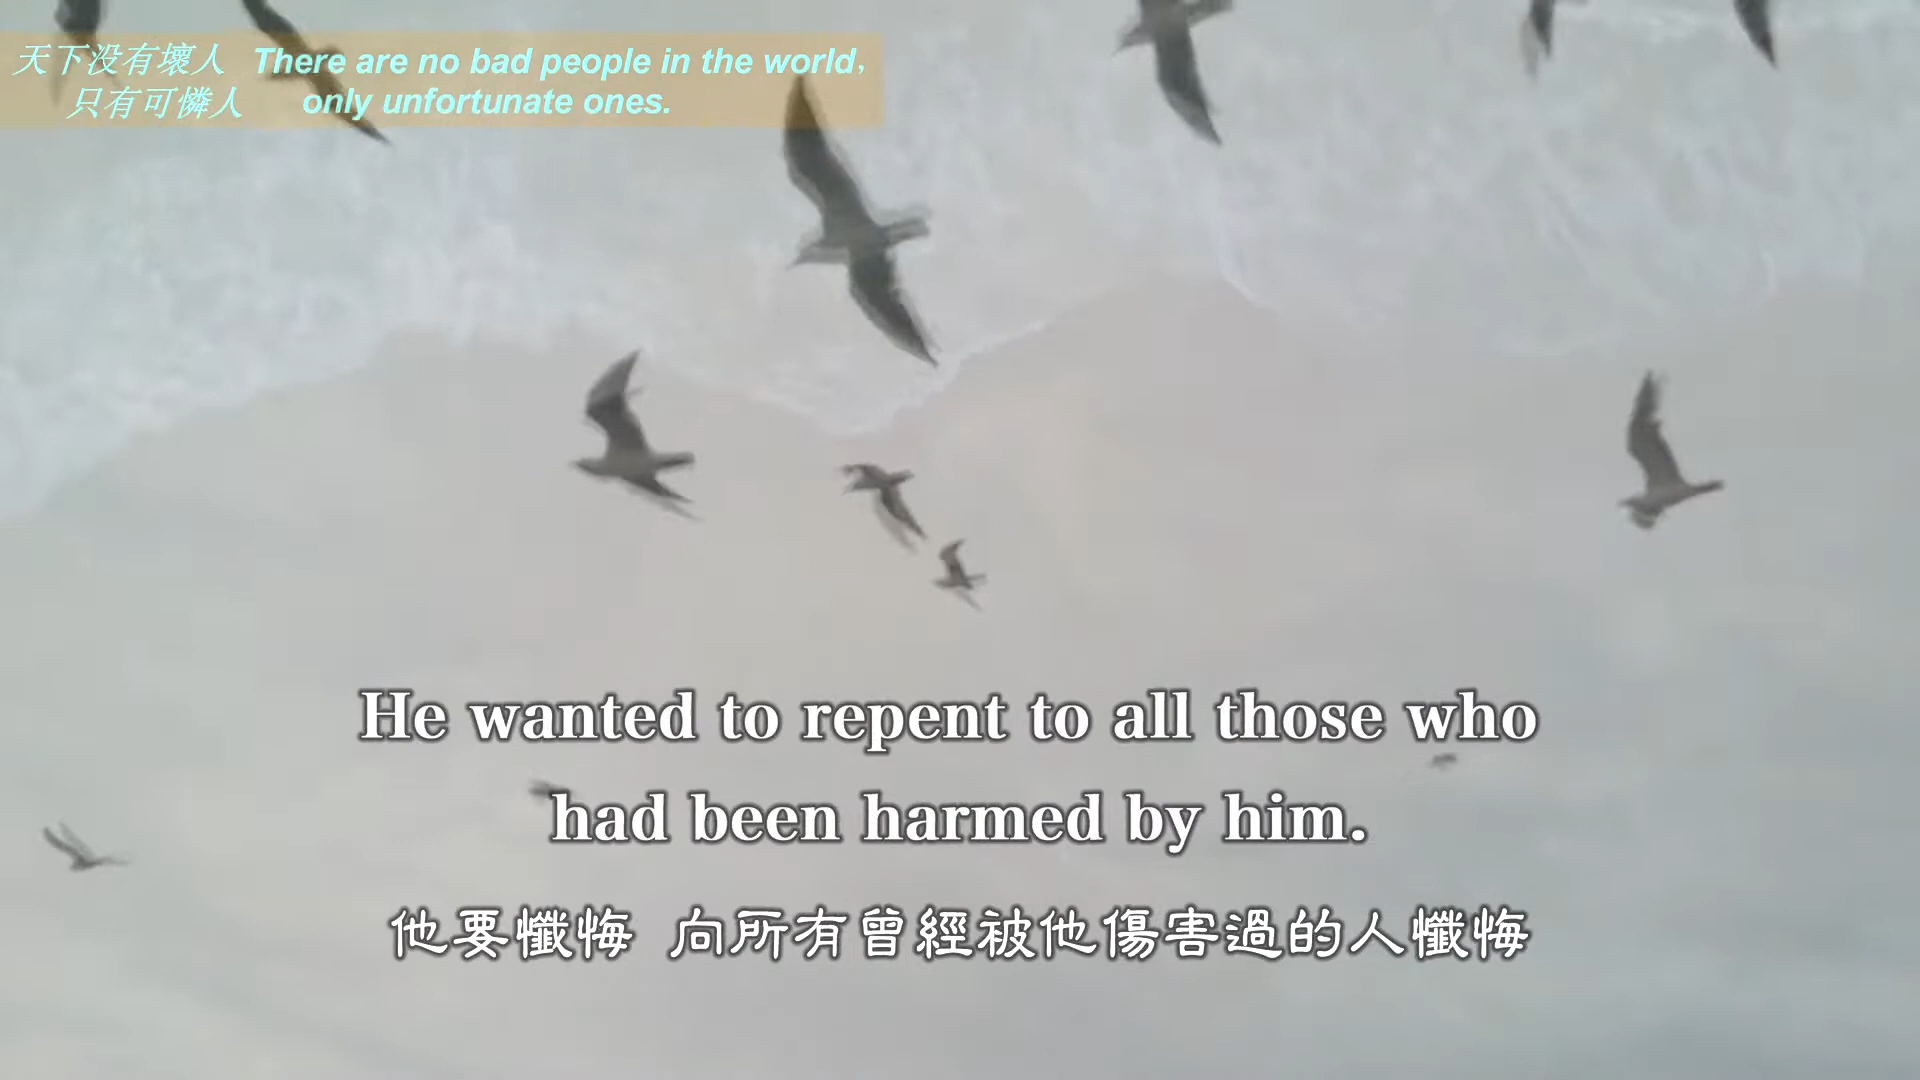 天下没有壞人 There are no bad people in the world,
只有可憐人 only unfortunate ones.
He wanted to repent to all those who
had been harmed by him.
他要懺悔 向所有曾經被他傷害過的人懺悔